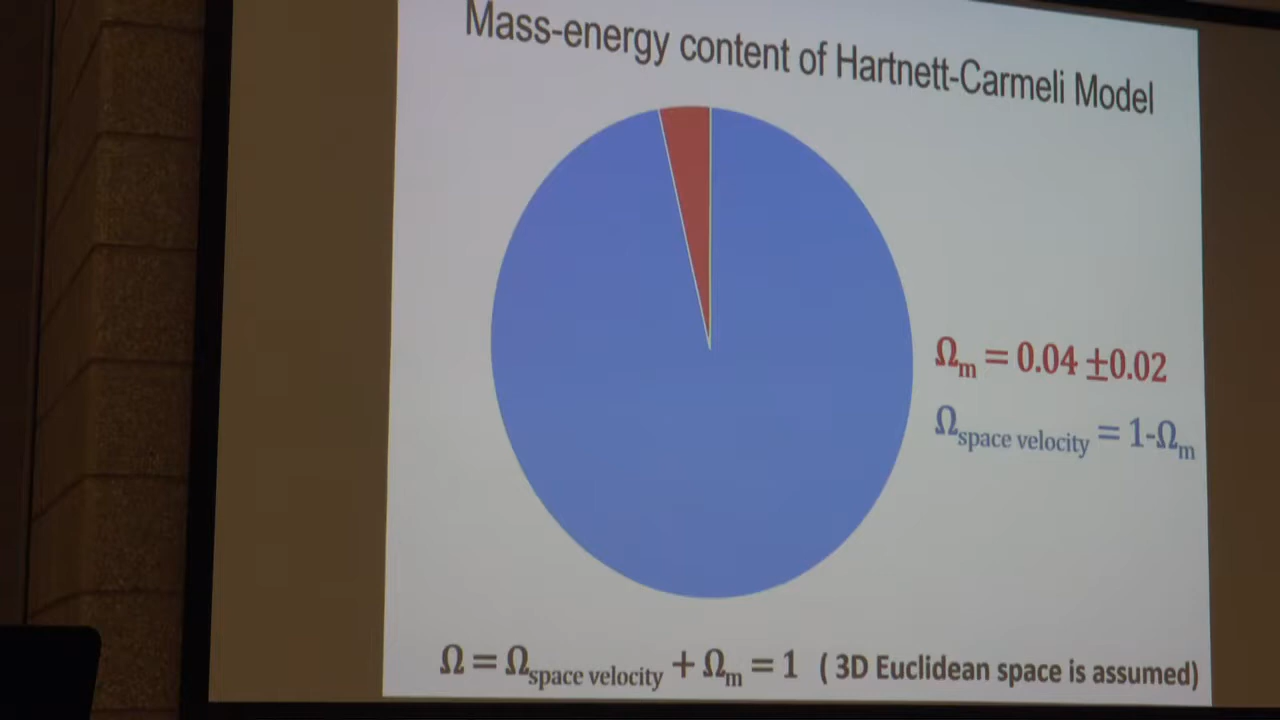 Mass-energy content of Hartnett-Carmeli Model
Ωm = 0.04 ±0.02
Ωspace velocity = 1-Ωm
Ω = Ωspace velocity + Ωm = 1 ( 3D Euclidean space is assumed)